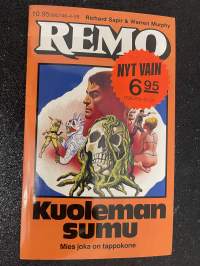 Richard Sapir & Warren Murphy
REMO
NYT VAIN
6.95
Kuoleman
sumu
Mies joka on tappokone